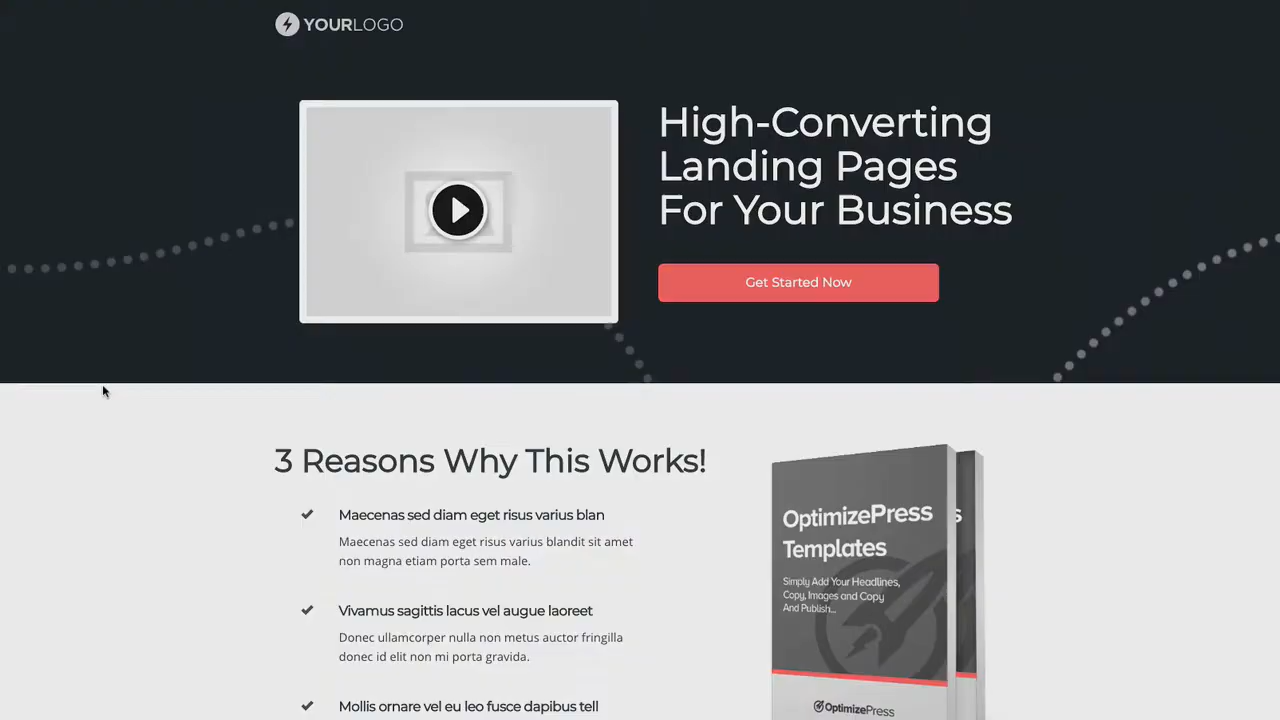 YOURLOGO
High-Converting
Landing Pages
For Your Business
Get Started Now
3 Reasons Why This Works!
Maecenas sed diam eget risus varius blan
Maecenas sed diam eget risus varius blandit sit amet
non magna etiam porta sem male.
Vivamus sagittis lacus vel augue laoreet
Donec ullamcorper nulla non metus auctor fringilla
donec id elit non mi porta gravida.
Mollis ornare vel eu leo fusce dapibus tell
OptimizePress
s
Templates
Simply Add Your Headlines,
Copy, Images and Copy
And Publish...
OptimizePress